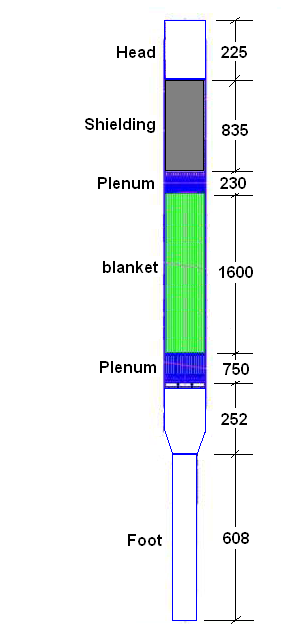 Head 225
Shielding 835
Plenum 230
blanket 1600
Plenum 750
252
Foot 608